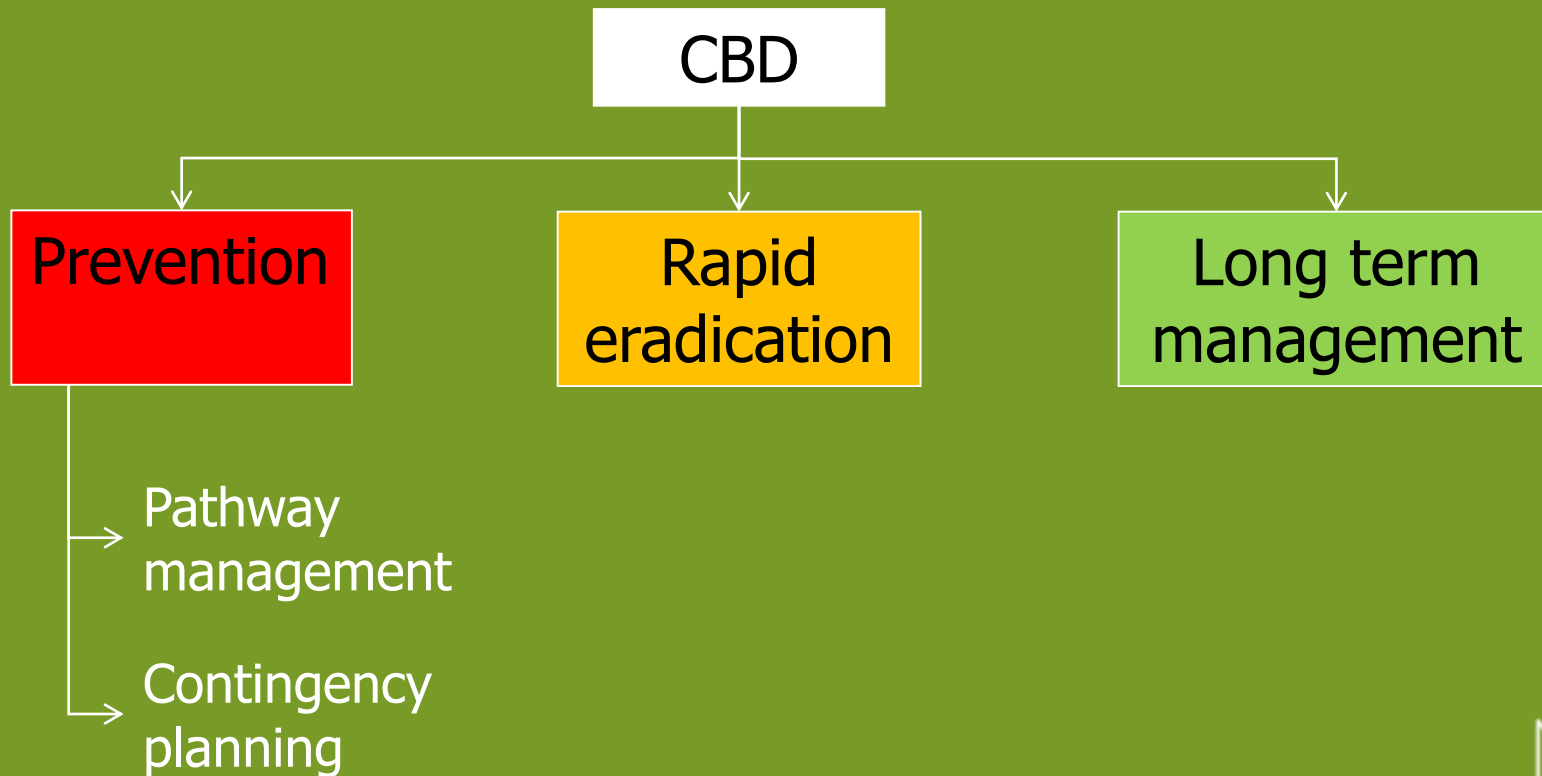 CBD
Prevention
Rapid
eradication
Long term
management
Pathway
management
Contingency
planning